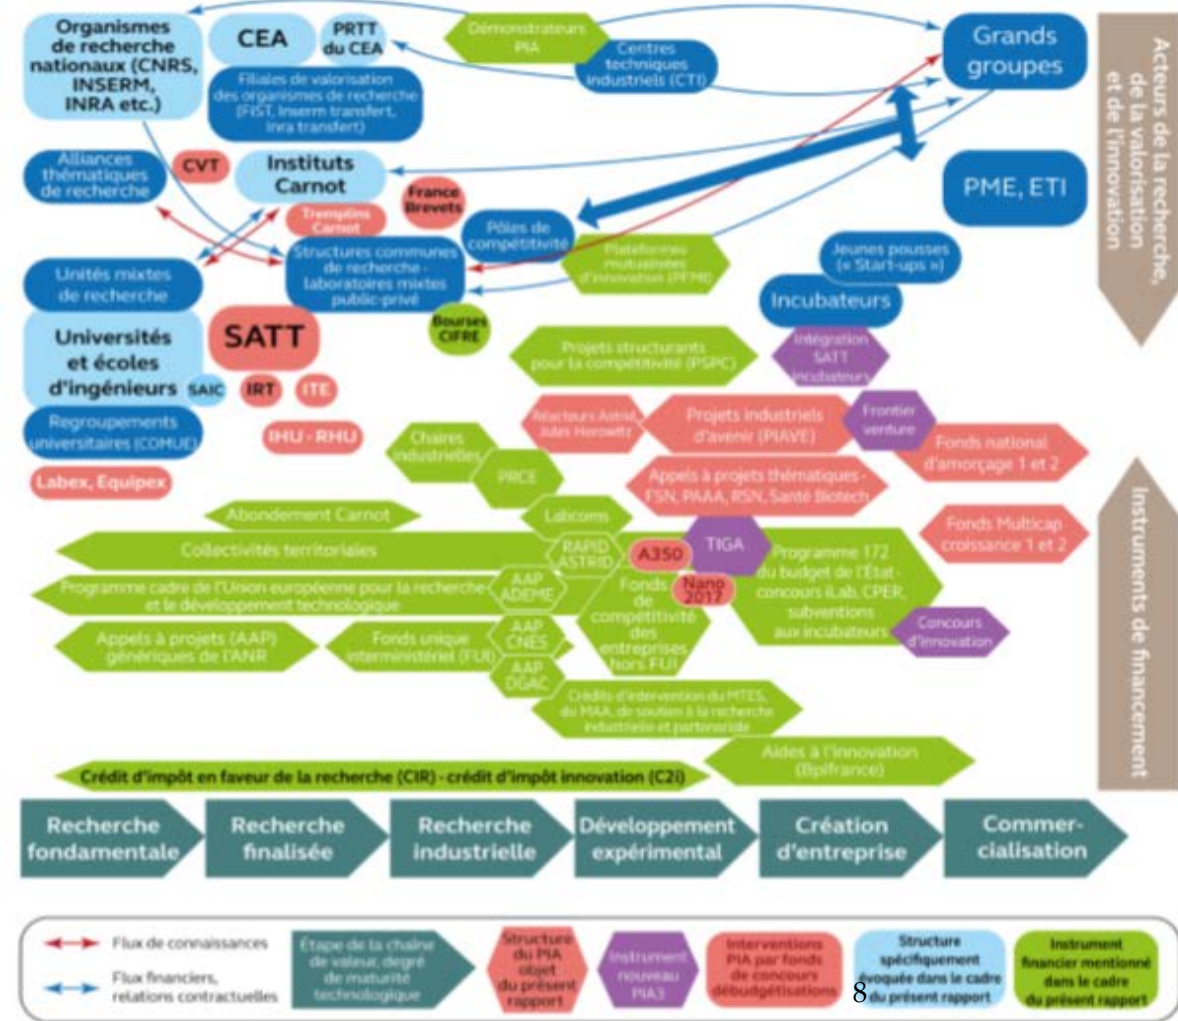 Organismes
de recherche
nationaux (CNRS,
INSERM,
INRA etc.)
CEA
PRTT
du CEA
Démonstrateurs
PIA
Centres
techniques
industriels (CTI)
Grands
groupes
Filiales de valorisation
des organismes de recherche
(FIST, Inserm transfert,
Inra transfert)
Alliances
thématiques
de recherche
CVT
Instituts
Carnot
Tremplins
Carnot
France
Brevets
PME, ETI
Pôles de
compétitivité
Structures communes
de recherche -
laboratoires mixtes
public-privé
Plateformes
mutualisées
d'innovation (PFMI)
Jeunes pousses
(« Start-ups »)
Incubateurs
Unités mixtes
de recherche
Universités
et écoles
d'ingénieurs
SAIC
SATT
IRT
ITE
Bourses
CIFRE
Projets structurants
pour la compétitivité (PSPC)
Intégration
SATT
incubateurs
Regroupements
universitaires (COMUE)
IHU - RHU
Labex, Equipex
Chaires
industrielles
PRCE
Réacteurs Astrid,
Jules Horowitz
Projets industriels
d'avenir (PIAVE)
Frontier
venture
Fonds national
d'amorçage 1 et 2
Appels à projets thématiques -
FSN, PAAA, RSN, Santé Biotech
Abondement Carnot
Labcoms
Fonds Multicap
croissance 1 et 2
Collectivités territoriales
RAPID
ASTRID
A350
TIGA
Programme 172
du budget de l'État -
concours iLab, CPER,
subventions
aux incubateurs
Programme cadre de l'Union européenne pour la recherche
et le développement technologique
AAP
ADEME
Fonds
de
compétitivité
des
entreprises
hors FUI
Nano
2017
Concours
d'innovation
Appels à projets (AAP)
génériques de l'ANR
Fonds unique
interministériel (FUI)
AAP
CNES
AAP
DGAC
Crédits d'intervention du MTES,
du MAA, de soutien à la recherche
industrielle et partenariale
Aides à l'innovation
(Bpifrance)
Crédit d'impôt en faveur de la recherche (CIR) - crédit d'impôt innovation (C2i)
Acteurs de la recherche,
de la valorisation
et de l'innovation
Instruments de financement
Recherche
fondamentale
Recherche
finalisée
Recherche
industrielle
Développement
expérimental
Création
d'entreprise
Commer-
cialisation
Flux de connaissances
Flux financiers,
relations contractuelles
Étape de la chaîne
de valeur, degré
de maturité
technologique
Structure
du PIA
objet
du présent
rapport
Instrument
nouveau
PIA3
Interventions
PIA par fonds
de concours
débudgétisations
Structure
spécifiquement
évoquée dans le cadre
du présent rapport
Instrument
financier mentionné
dans le cadre
du présent rapport
8